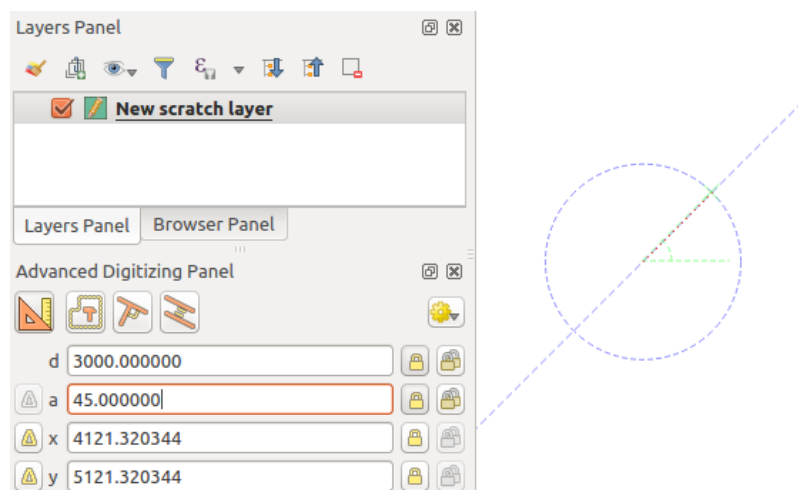 Layers Panel
New scratch layer
Layers Panel Browser Panel
Advanced Digitizing Panel
d 3000.000000
a 45.000000
x 4121.320344
y 5121.320344